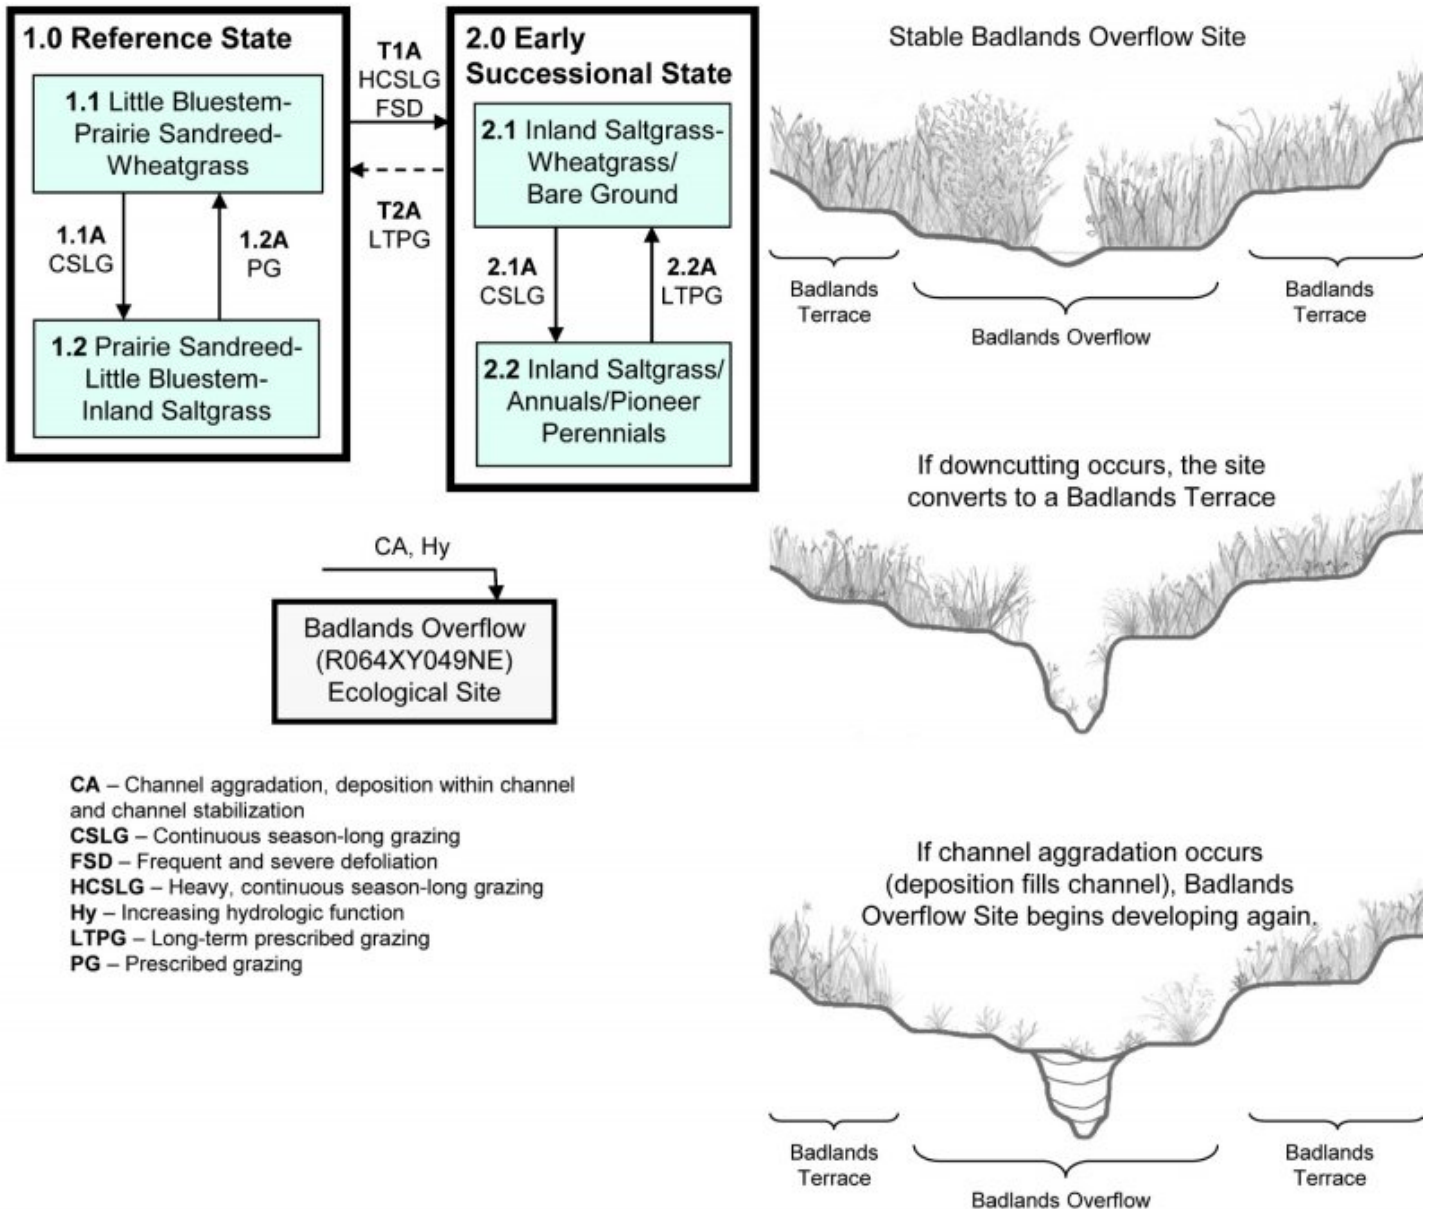 1.0 Reference State
1.1 Little Bluestem-
Prairie Sandreed-
Wheatgrass
1.1A
CSLG
1.2A
PG
1.2 Prairie Sandreed-
Little Bluestem-
Inland Saltgrass
T1A
HCSLG
FSD
T2A
LTPG
2.0 Early
Successional State
2.1 Inland Saltgrass-
Wheatgrass/
Bare Ground
2.1A
CSLG
2.2A
LTPG
2.2 Inland Saltgrass/
Annuals/Pioneer
Perennials
CA, Hy
Badlands Overflow
(R064XY049NE)
Ecological Site
CA – Channel aggradation, deposition within channel
and channel stabilization
CSLG – Continuous season-long grazing
FSD – Frequent and severe defoliation
HCSLG – Heavy, continuous season-long grazing
Hy – Increasing hydrologic function
LTPG – Long-term prescribed grazing
PG – Prescribed grazing
Stable Badlands Overflow Site
Badlands
Terrace
Badlands Overflow
Badlands
Terrace
If downcutting occurs, the site
converts to a Badlands Terrace
If channel aggradation occurs
(deposition fills channel), Badlands
Overflow Site begins developing again.
Badlands
Terrace
Badlands Overflow
Badlands
Terrace